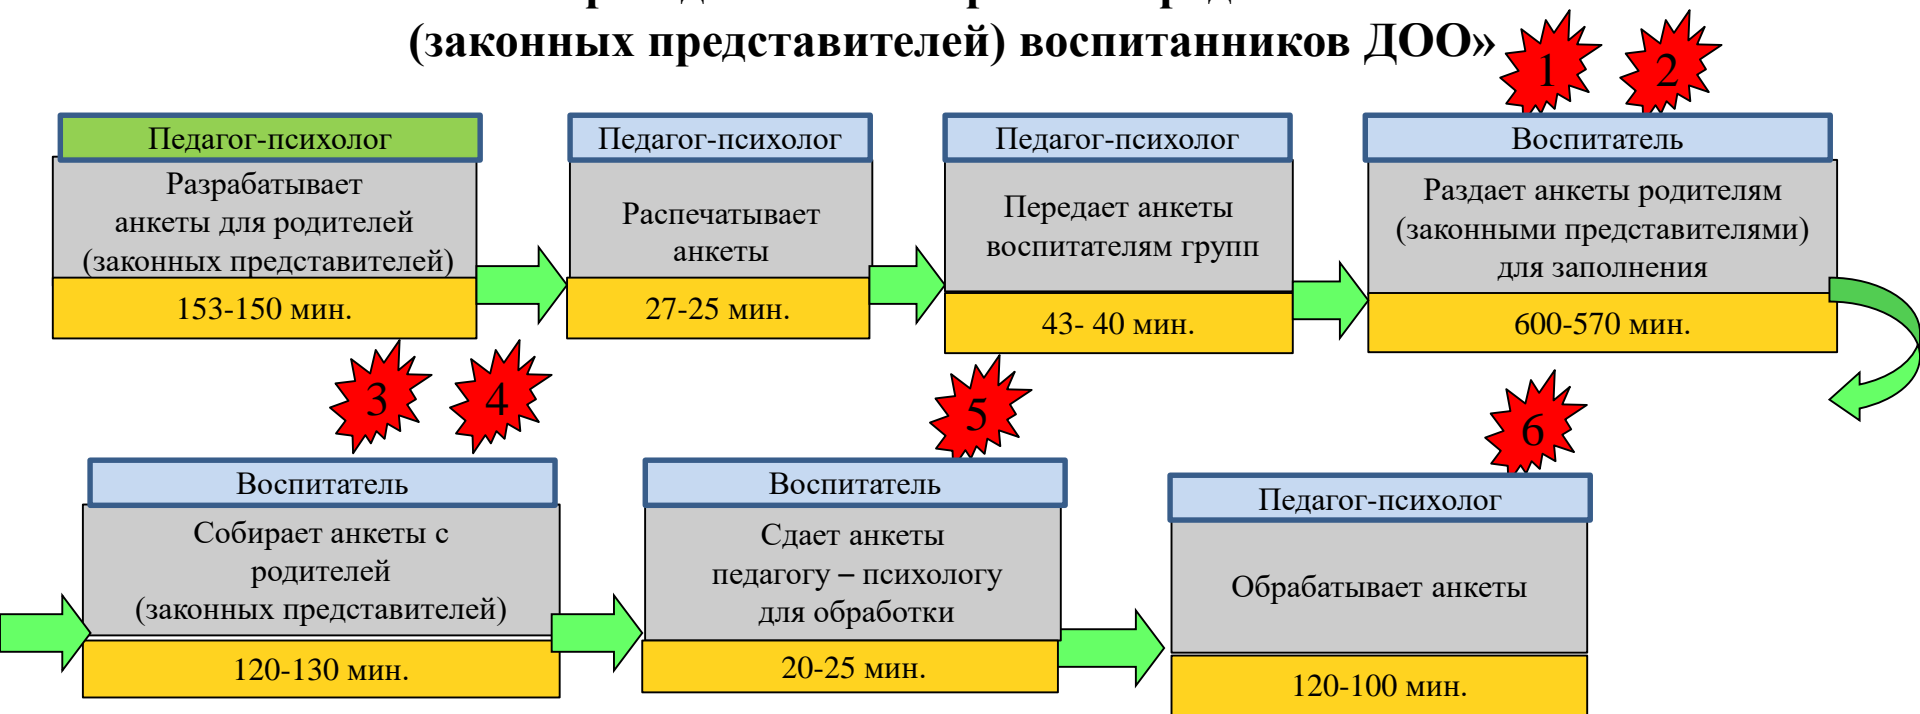 (законных представителей) воспитанников ДОО»
1
2
Педагог-психолог
Разрабатывает
анкеты для родителей
(законных представителей)
153-150 мин.
Педагог-психолог
Распечатывает
анкеты
27-25 мин.
Педагог-психолог
Передает анкеты
воспитателям групп
43- 40 мин.
Воспитатель
Раздает анкеты родителям
(законными представителями)
для заполнения
600-570 мин.
3
4
5
6
Воспитатель
Собирает анкеты с
родителей
(законных представителей)
120-130 мин.
Воспитатель
Сдает анкеты
педагогу – психологу
для обработки
20-25 мин.
Педагог-психолог
Обрабатывает анкеты
120-100 мин.